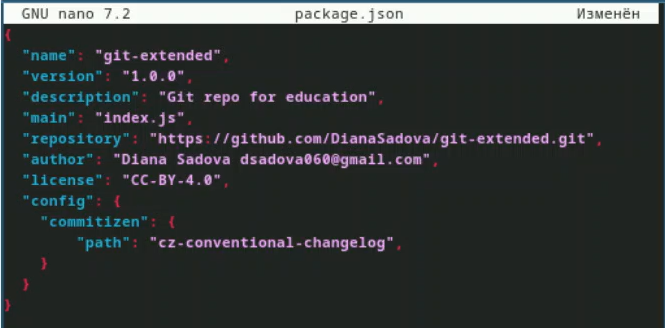 GNU nano 7.2 package.json Изменён
{
"name": "git-extended",
"version": "1.0.0",
"description": "Git repo for education",
"main": "index.js",
"repository": "https://github.com/DianaSadova/git-extended.git",
"author": "Diana Sadova dsadova060@gmail.com",
"license": "CC-BY-4.0",
"config": {
"commitizen": {
"path": "cz-conventional-changelog",
}
}
}